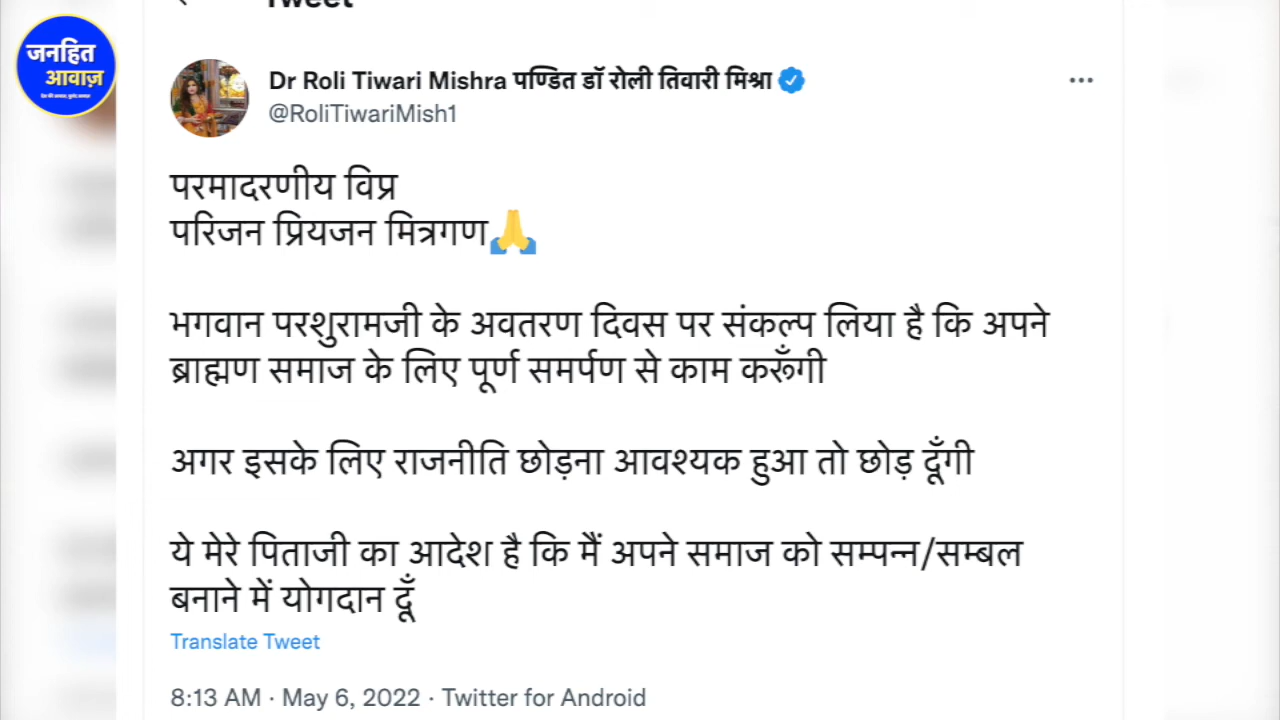 जनहित
आवाज़
Tweet
Dr Roli Tiwari Mishra पण्डित डॉ रोली तिवारी मिश्रा
@RoliTiwariMish1
परमादरणीय विप्र
परिजन प्रियजन मित्रगण🙏
भगवान परशुरामजी के अवतरण दिवस पर संकल्प लिया है कि अपने
ब्राह्मण समाज के लिए पूर्ण समर्पण से काम करूँगी
अगर इसके लिए राजनीति छोड़ना आवश्यक हुआ तो छोड़ दूँगी
ये मेरे पिताजी का आदेश है कि मैं अपने समाज को सम्पन्न/सम्बल
बनाने में योगदान दूँ
Translate Tweet
8:13 AM · May 6, 2022 · Twitter for Android